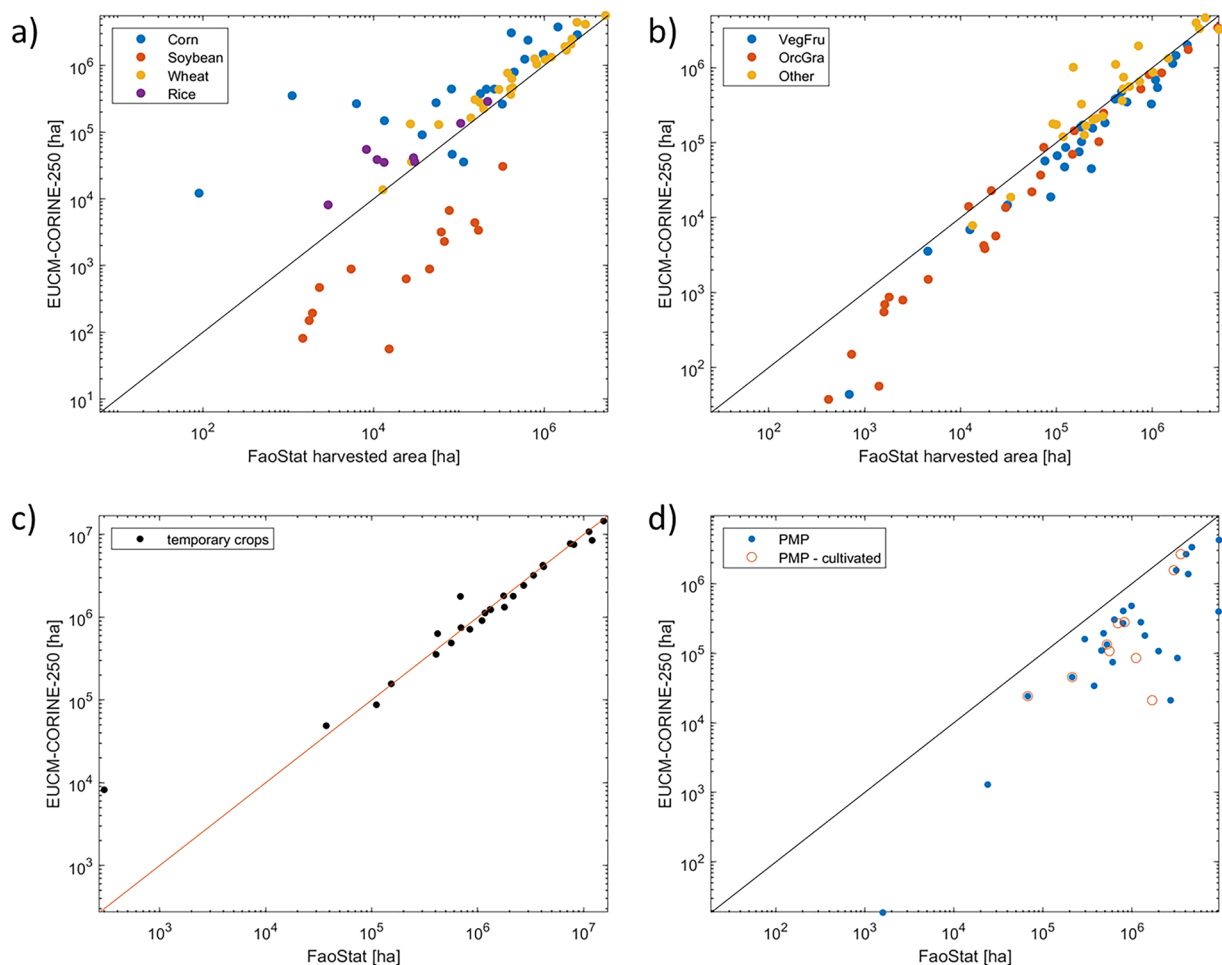 a)
Corn
Soybean
Wheat
Rice
10^6
10^5
10^4
10^3
10^2
10^1
10^2
10^4
10^6
EUCM-CORINE-250 [ha]
FaoStat harvested area [ha]
b)
VegFru
OrcGra
Other
10^6
10^5
10^4
10^3
10^2
10^2
10^3
10^4
10^5
10^6
EUCM-CORINE-250 [ha]
FaoStat harvested area [ha]
c)
temporary crops
10^7
10^6
10^5
10^4
10^3
10^3
10^4
10^5
10^6
10^7
EUCM-CORINE-250 [ha]
FaoStat [ha]
d)
PMP
PMP - cultivated
10^6
10^5
10^4
10^3
10^2
10^2
10^3
10^4
10^5
10^6
EUCM-CORINE-250 [ha]
FaoStat [ha]